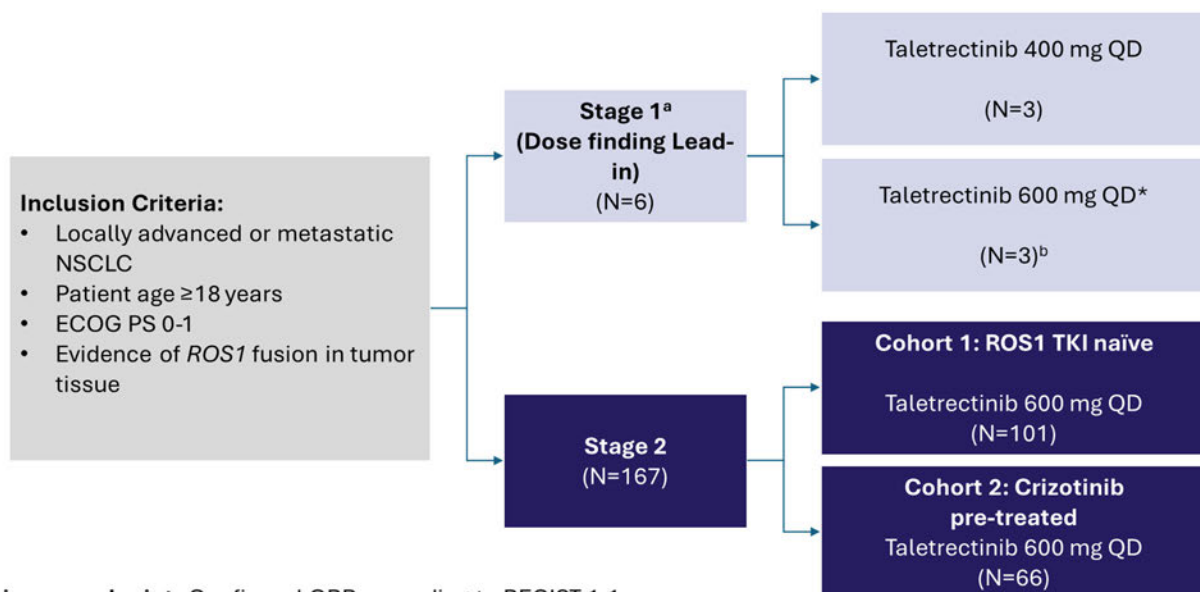 Inclusion Criteria:
• Locally advanced or metastatic
NSCLC
• Patient age ≥18 years
• ECOG PS 0-1
• Evidence of ROS1 fusion in tumor
tissue
Stage 1ᵃ
(Dose finding Lead-
in)
(N=6)
Taletrectinib 400 mg QD
(N=3)
Taletrectinib 600 mg QD*
(N=3)ᵇ
Stage 2
(N=167)
Cohort 1: ROS1 TKI naïve
Taletrectinib 600 mg QD
(N=101)
Cohort 2: Crizotinib
pre-treated
Taletrectinib 600 mg QD
(N=66)